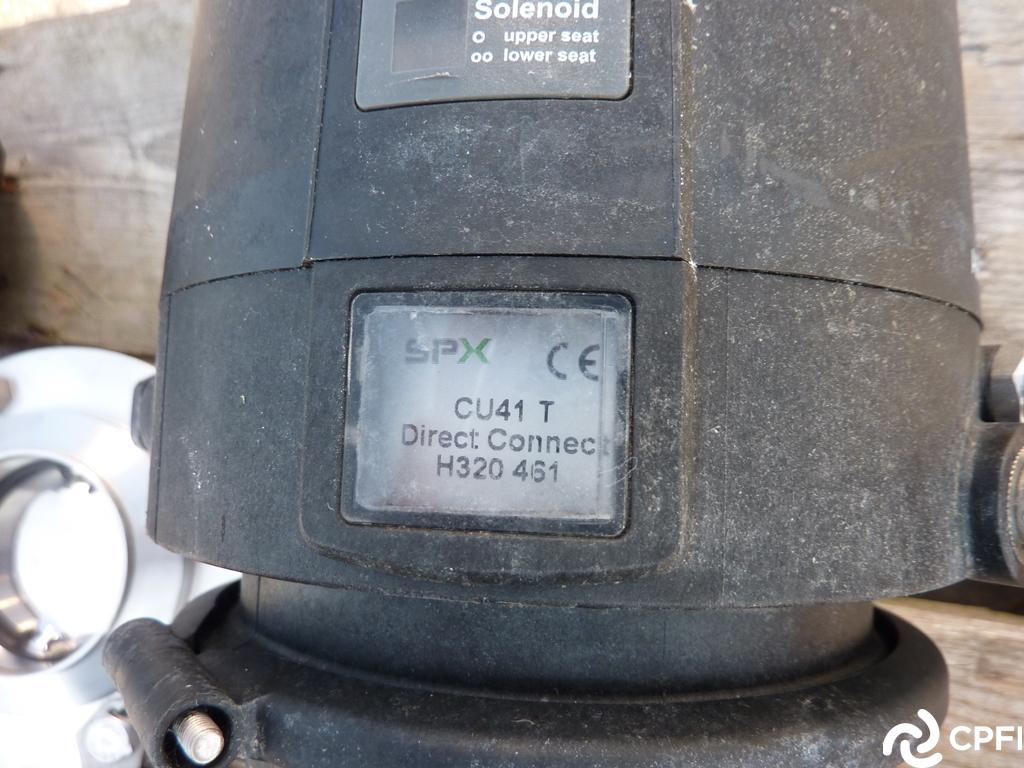 Solenoid
o upper seat
oo lower seat
SPX CE
CU41 T
Direct Connect
H320 461
CPFI